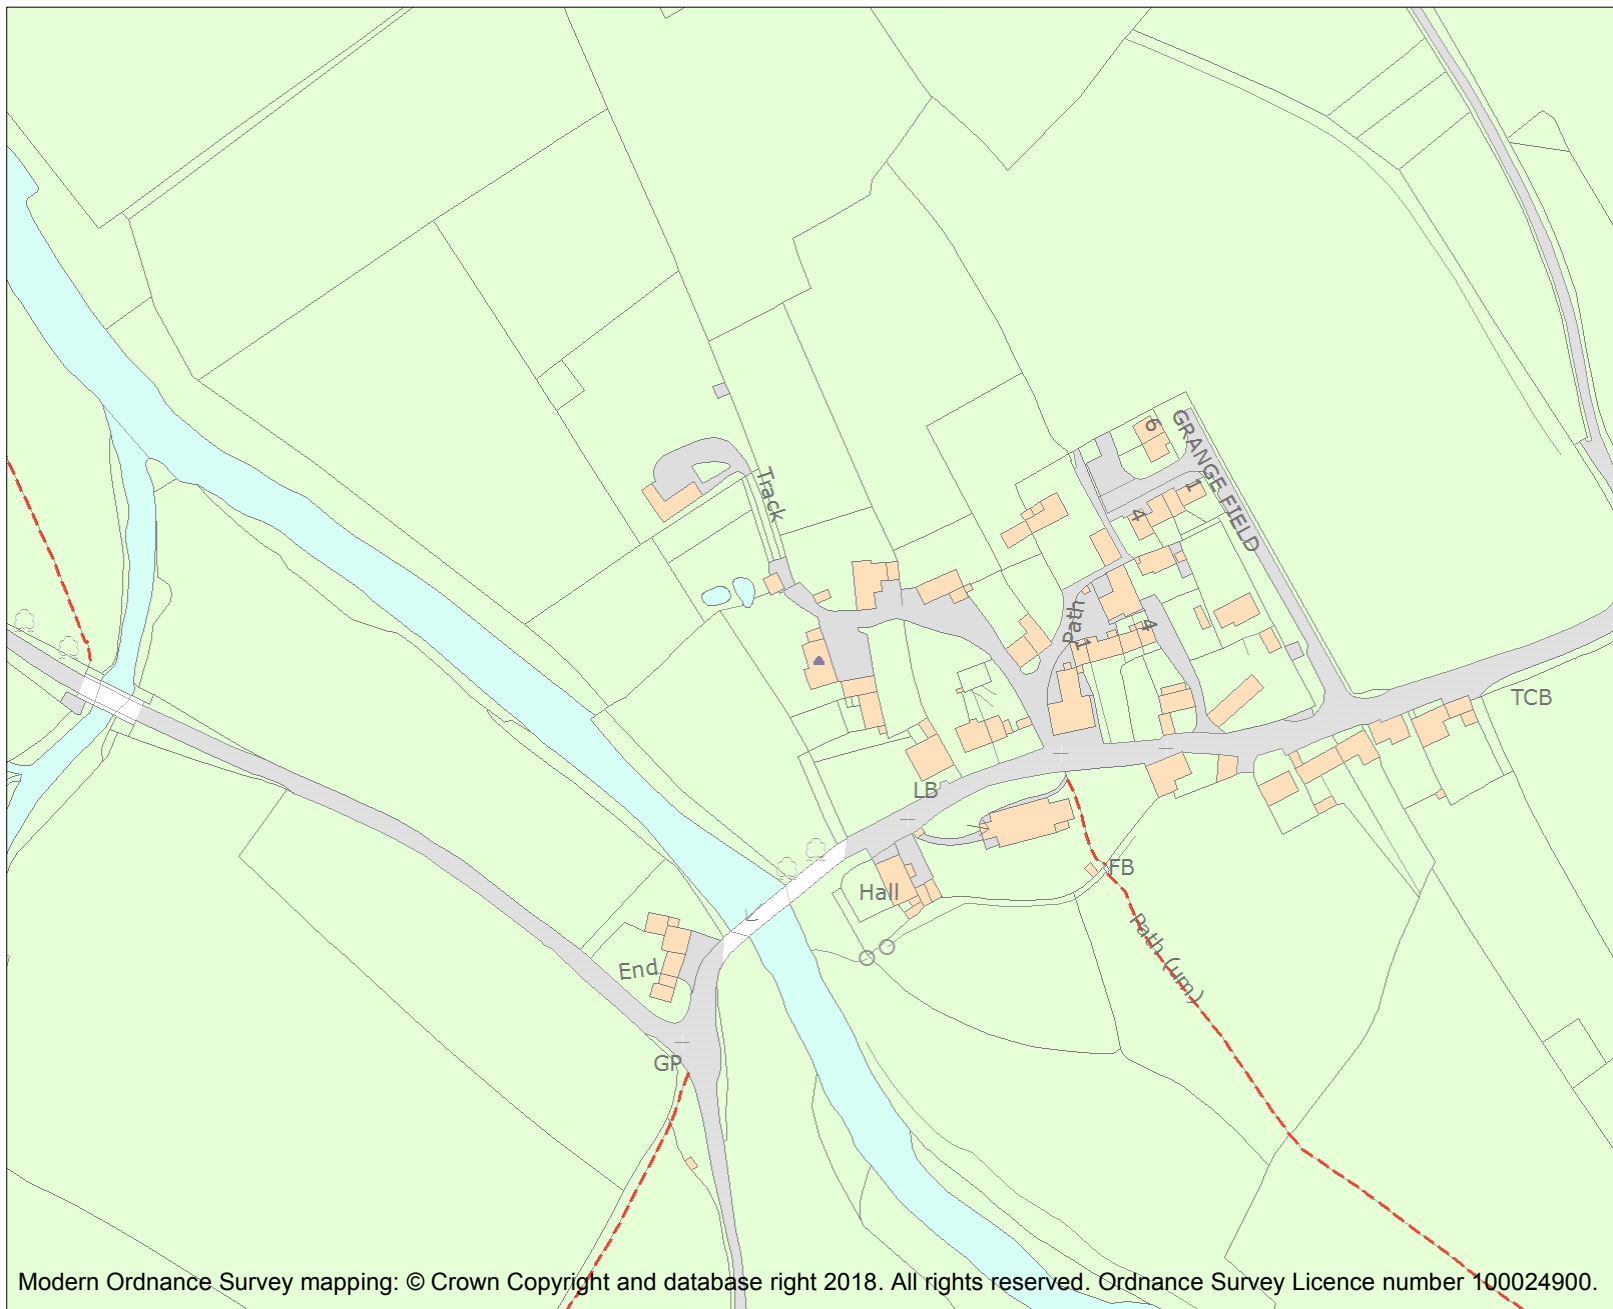 6
GRANGE FIELD
1
4
Track
Path
4
1
TCB
LB
FB
Hall
Path (um)
End
GP
Modern Ordnance Survey mapping: © Crown Copyright and database right 2018. All rights reserved. Ordnance Survey Licence number 100024900.